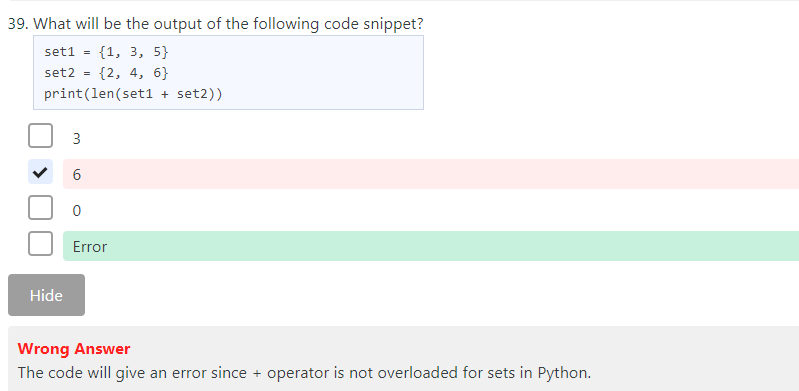 39. What will be the output of the following code snippet?
set1 = {1, 3, 5}
set2 = {2, 4, 6}
print(len(set1 + set2))
3
6
0
Error
Hide
Wrong Answer
The code will give an error since + operator is not overloaded for sets in Python.